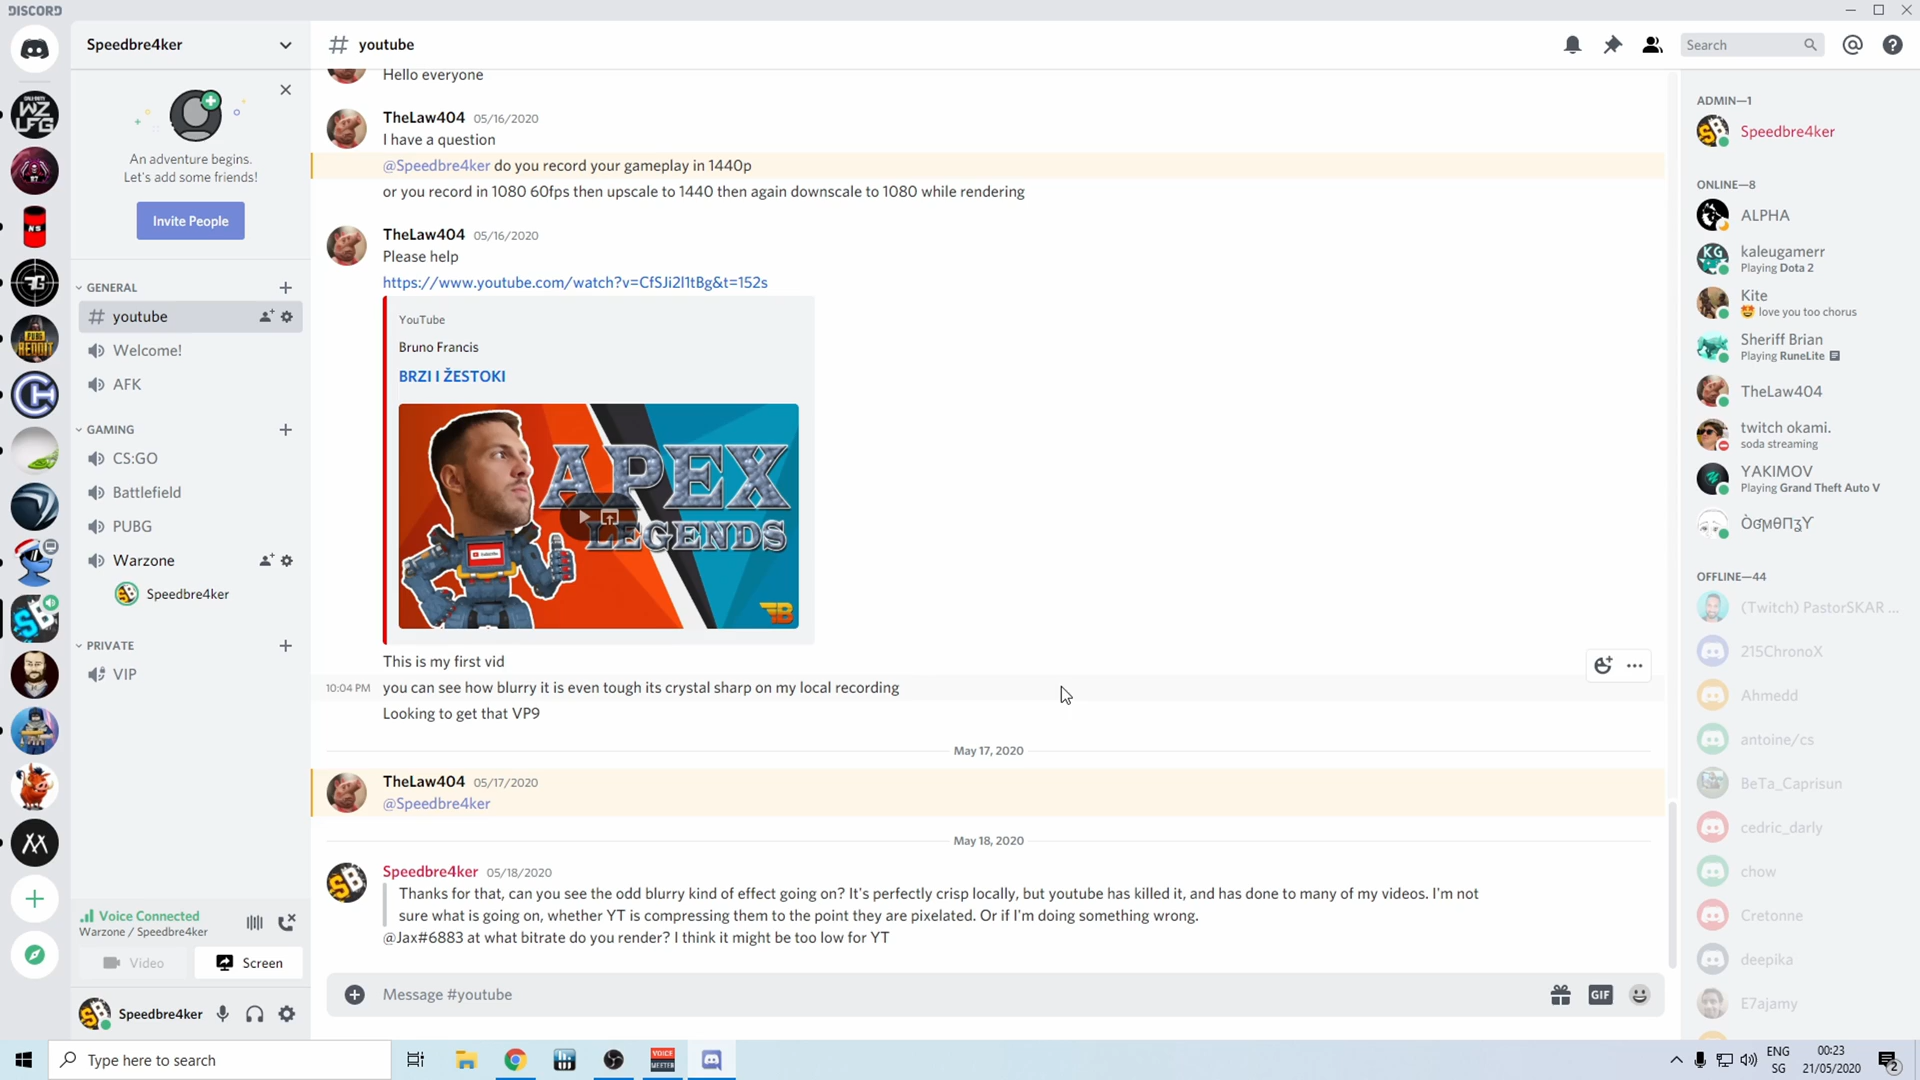 DISCORD
Speedbre4ker
youtube
Search
An adventure begins.
Let's add some friends!
Invite People
GENERAL
youtube
Welcome!
AFK
GAMING
CS:GO
Battlefield
PUBG
Warzone
Speedbre4ker
PRIVATE
VIP
Voice Connected
Warzone / Speedbre4ker
Video
Screen
Speedbre4ker
Hello everyone
TheLaw404 05/16/2020
I have a question
@Speedbre4ker do you record your gameplay in 1440p
or you record in 1080 60fps then upscale to 1440 then again downscale to 1080 while rendering
TheLaw404 05/16/2020
Please help
https://www.youtube.com/watch?v=CfSJi2l1tBg&t=152s
YouTube
Bruno Francis
BRZI I ŽESTOKI
APEX
LEGENDS
This is my first vid
10:04 PM you can see how blurry it is even tough its crystal sharp on my local recording
Looking to get that VP9
May 17, 2020
TheLaw404 05/17/2020
@Speedbre4ker
May 18, 2020
Speedbre4ker 05/18/2020
Thanks for that, can you see the odd blurry kind of effect going on? It's perfectly crisp locally, but youtube has killed it, and has done to many of my videos. I'm not
sure what is going on, whether YT is compressing them to the point they are pixelated. Or if I'm doing something wrong.
@Jax#6883 at what bitrate do you render? I think it might be too low for YT
Message #youtube
GIF
ADMIN—1
Speedbre4ker
ONLINE—8
ALPHA
kaleugamerr
Playing Dota 2
Kite
love you too chorus
Sheriff Brian
Playing RuneLite
TheLaw404
twitch okami.
soda streaming
YAKIMOV
Playing Grand Theft Auto V
OFFLINE—44
(Twitch) PastorSKAR ...
215ChronoX
Ahmedd
antoine/cs
BeTa_Caprisun
cedric_darly
chow
Cretonne
deepika
E7ajamy
Type here to search
VOICE
MEETER
ENG
SG
00:23
21/05/2020
2